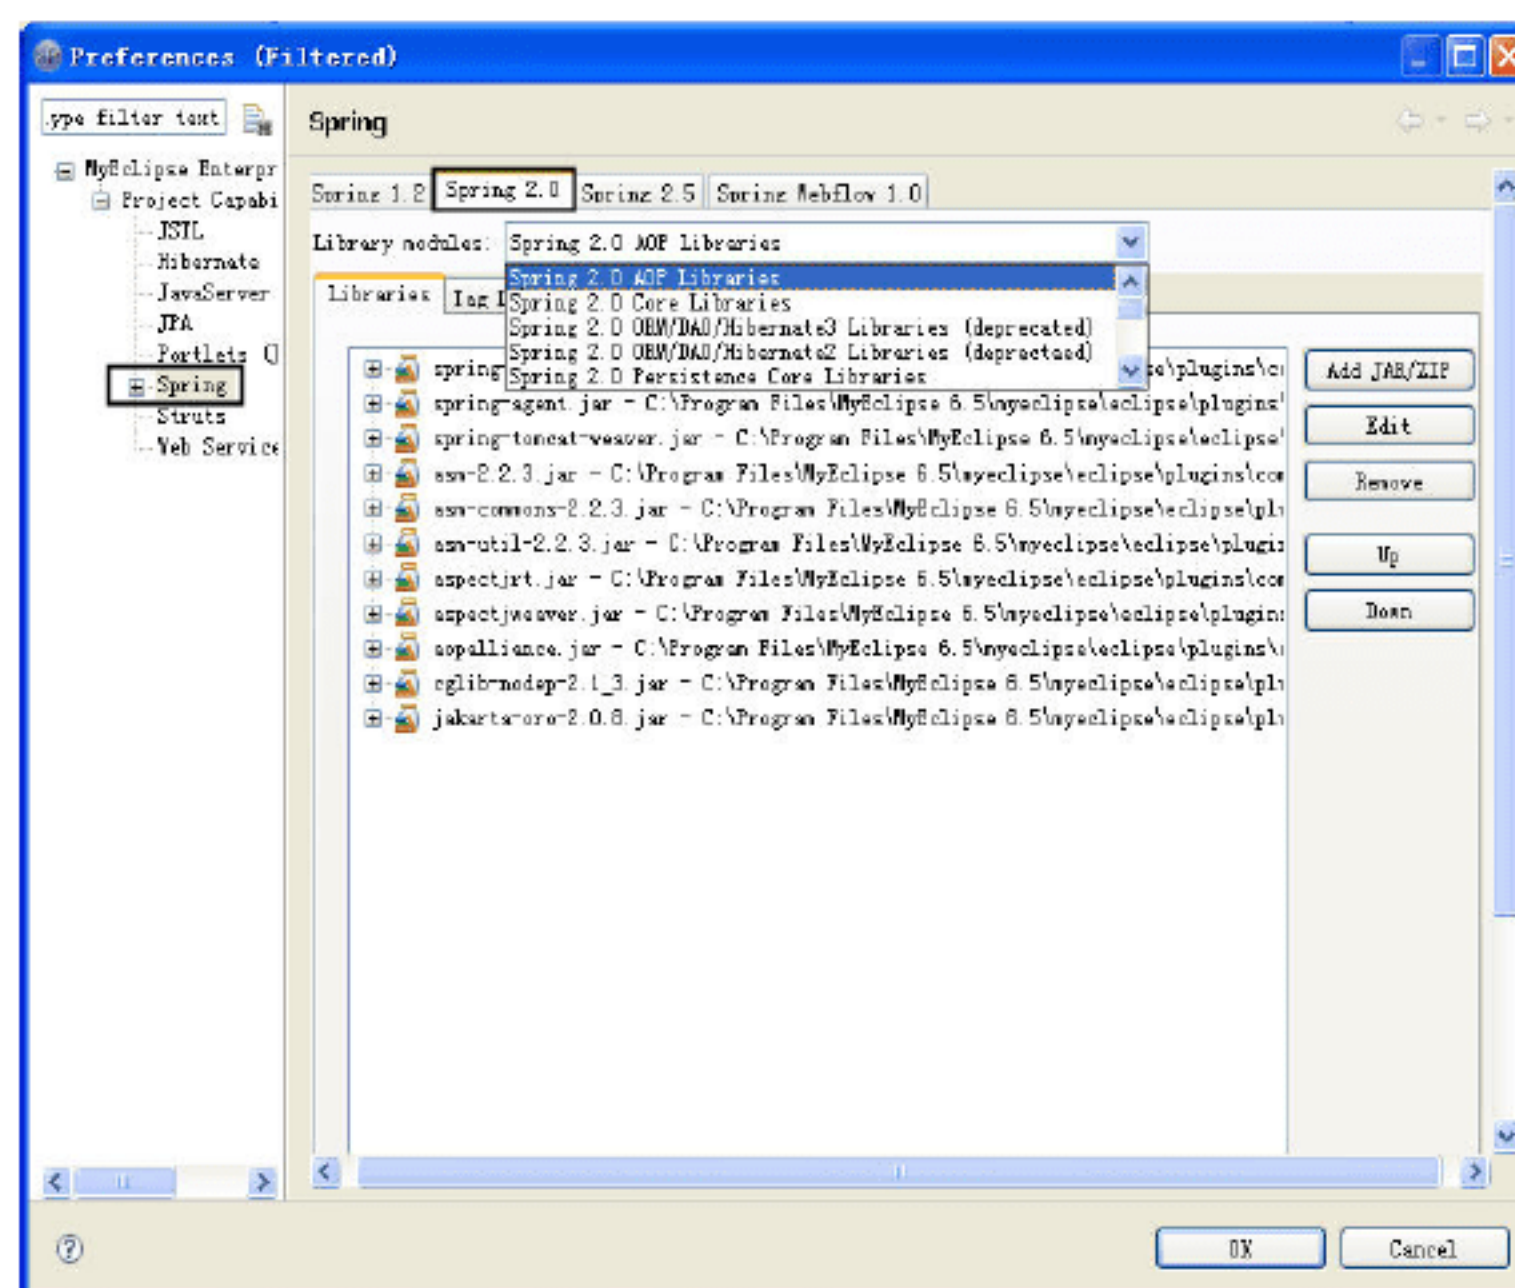 Preferences (Filtered)
ype filter text
Spring
MyEclipse Enterpr
Project Capabi
JSTL
Hibernate
JavaServer
JPA
Portlets (J
Spring
Struts
Web Service
Spring 1.2
Spring 2.0
Spring 2.5
Spring Webflow 1.0
Library modules: Spring 2.0 AOP Libraries
Libraries
Tag L
Spring 2.0 AOP Libraries
Spring 2.0 Core Libraries
Spring 2.0 ORM/DAO/Hibernate3 Libraries (deprecated)
Spring 2.0 ORM/DAO/Hibernate2 Libraries (deprecteed)
Spring 2.0 Persistence Core Libraries
spring
se\plugins\c
spring-agent.jar - C:\Program Files\MyEclipse 6.5\myeclipse\eclipse\plugins
spring-tomcat-weaver.jar - C:\Program Files\MyEclipse 6.5\myeclipse\eclipse
asm-2.2.3.jar - C:\Program Files\MyEclipse 6.5\myeclipse\eclipse\plugins\com
asm-commons-2.2.3.jar - C:\Program Files\MyEclipse 6.5\myeclipse\eclipse\pl
asm-util-2.2.3.jar - C:\Program Files\MyEclipse 6.5\myeclipse\eclipse\plugi
aspectjrt.jar - C:\Program Files\MyEclipse 6.5\myeclipse\eclipse\plugins\com
aspectjweaver.jar - C:\Program Files\MyEclipse 6.5\myeclipse\eclipse\plugin
aopalliance.jar - C:\Program Files\MyEclipse 6.5\myeclipse\eclipse\plugins\
cglib-nodep-2.1_3.jar - C:\Program Files\MyEclipse 6.5\myeclipse\eclipse\pl
jakarta-oro-2.0.8.jar - C:\Program Files\MyEclipse 6.5\myeclipse\eclipse\pl
Add JAR/ZIP
Edit
Remove
Up
Down
OK
Cancel